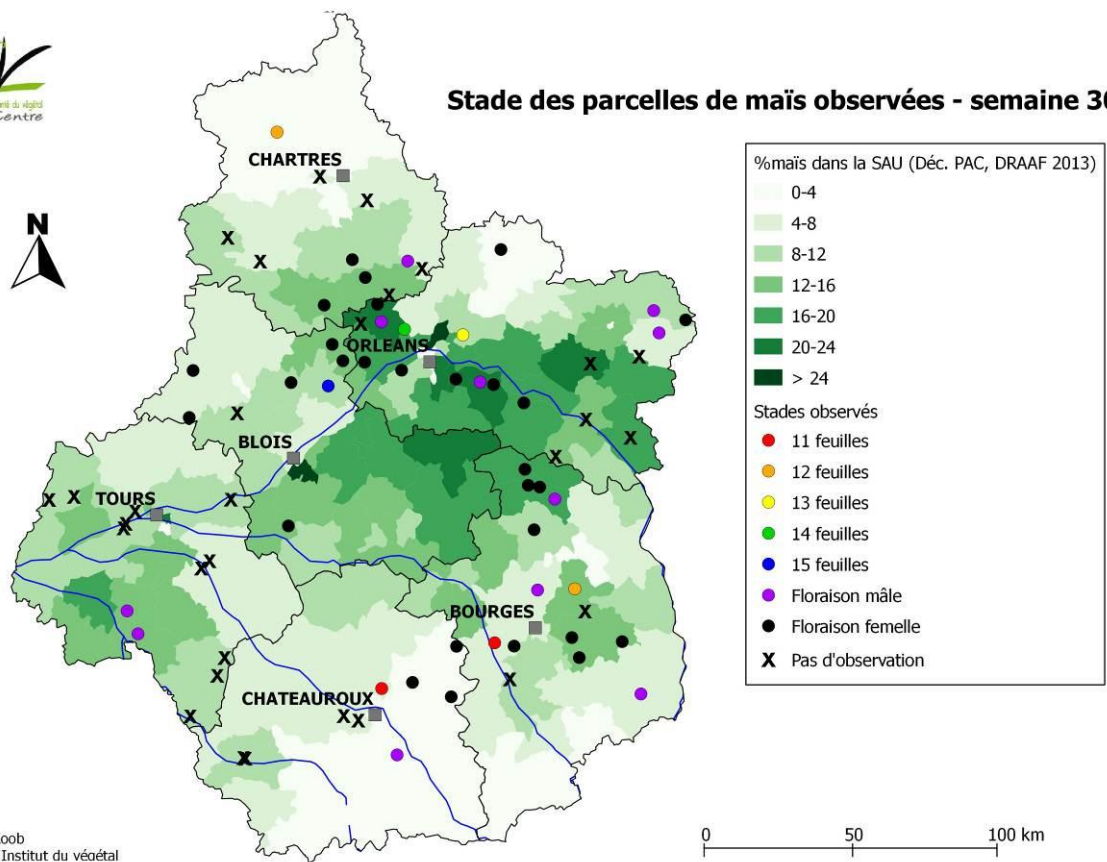 Centre
Stade des parcelles de maïs observées - semaine 30
N
CHARTRES
ORLEANS
BLOIS
TOURS
BOURGES
CHATEAUROUX
%maïs dans la SAU (Déc. PAC, DRAAF 2013)
0-4
4-8
8-12
12-16
16-20
20-24
> 24
Stades observés
11 feuilles
12 feuilles
13 feuilles
14 feuilles
15 feuilles
Floraison mâle
Floraison femelle
X Pas d'observation
Institut du végétal
0 50 100 km